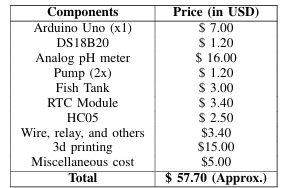 Components Price (in USD)
Arduino Uno (x1) $ 7.00
DS18B20 $ 1.20
Analog pH meter $ 16.00
Pump (2x) $ 1.20
Fish Tank $ 3.00
RTC Module $ 3.40
HC05 $ 2.50
Wire, relay, and others $3.40
3d printing $15.00
Miscellaneous cost $5.00
Total $ 57.70 (Approx.)